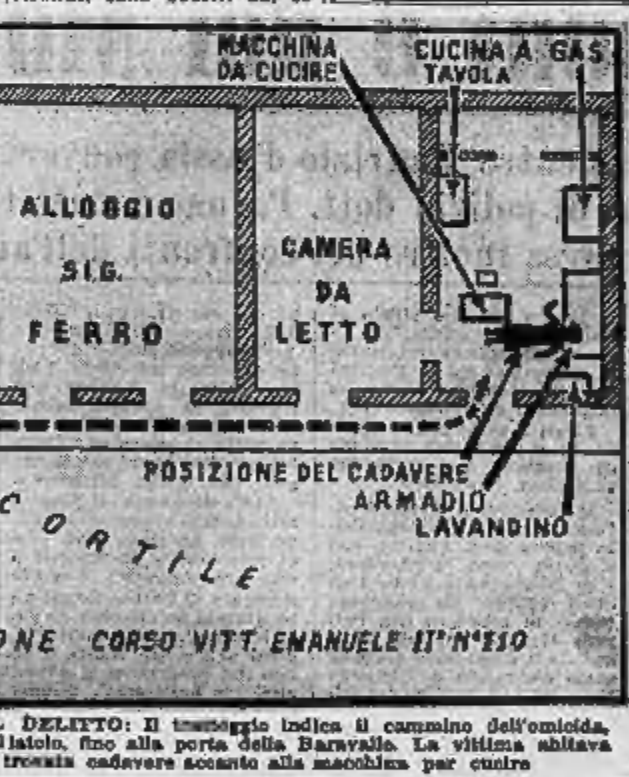 MACCHINA
DA CUCIRE
CUCINA A GAS
TAVOLA
ALLOGGIO
SIG.
FERRO
CAMERA
DA
LETTO
POSIZIONE DEL CADAVERE
ARMADIO
LAVANDINO
CORTILE
NE CORSO VITT. EMANUELE II° N°
DELITTO: Il tratteggio indica il cammino dell'omicida,
fino alla porta della Baravalle. La vittima abitava
cadavere accanto alla macchina per cucire